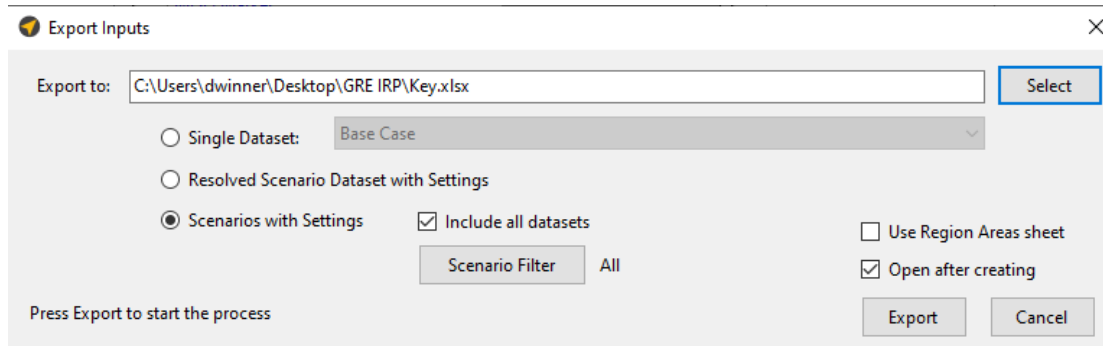 Export Inputs
Export to: C:\Users\dwinner\Desktop\GRE IRP\Key.xlsx Select
Single Dataset: Base Case
Resolved Scenario Dataset with Settings
Scenarios with Settings Include all datasets
Use Region Areas sheet
Scenario Filter All
Open after creating
Press Export to start the process
Export Cancel